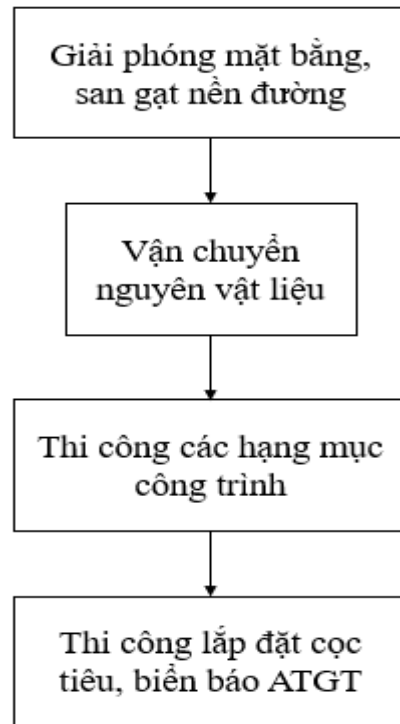 Giải phóng mặt bằng,
san gạt nền đường
Vận chuyển
nguyên vật liệu
Thi công các hạng mục
công trình
Thi công lắp đặt cọc
tiêu, biển báo ATGT